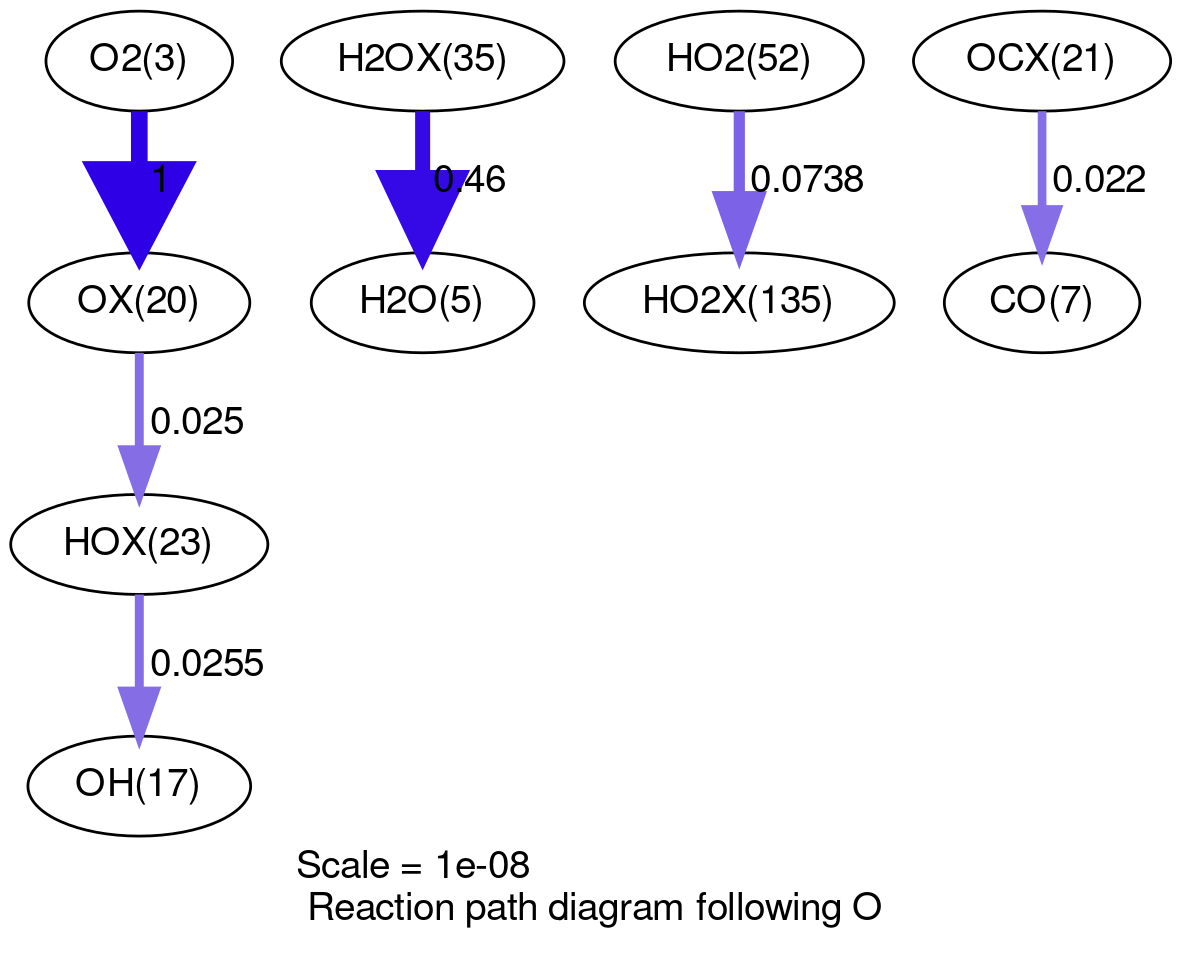 O2(3)
H2OX(35)
HO2(52)
OCX(21)
1
0.46
0.0738
0.022
OX(20)
H2O(5)
HO2X(135)
CO(7)
0.025
HOX(23)
0.0255
OH(17)
Scale = 1e-08
Reaction path diagram following O